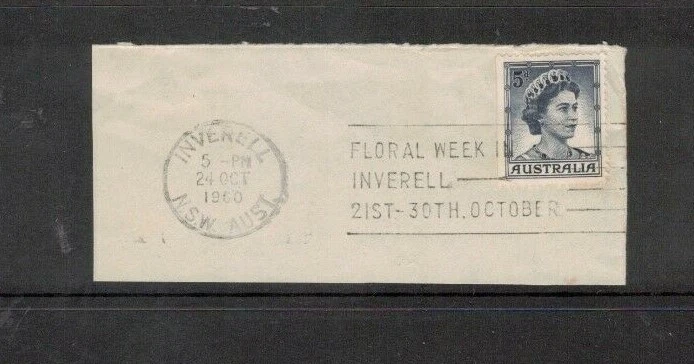 INVERELL
5 -PM
24 OCT
1960
N.S.W. AUST.
FLORAL WEEK IN
INVERELL
21ST-30TH. OCTOBER
5D
AUSTRALIA